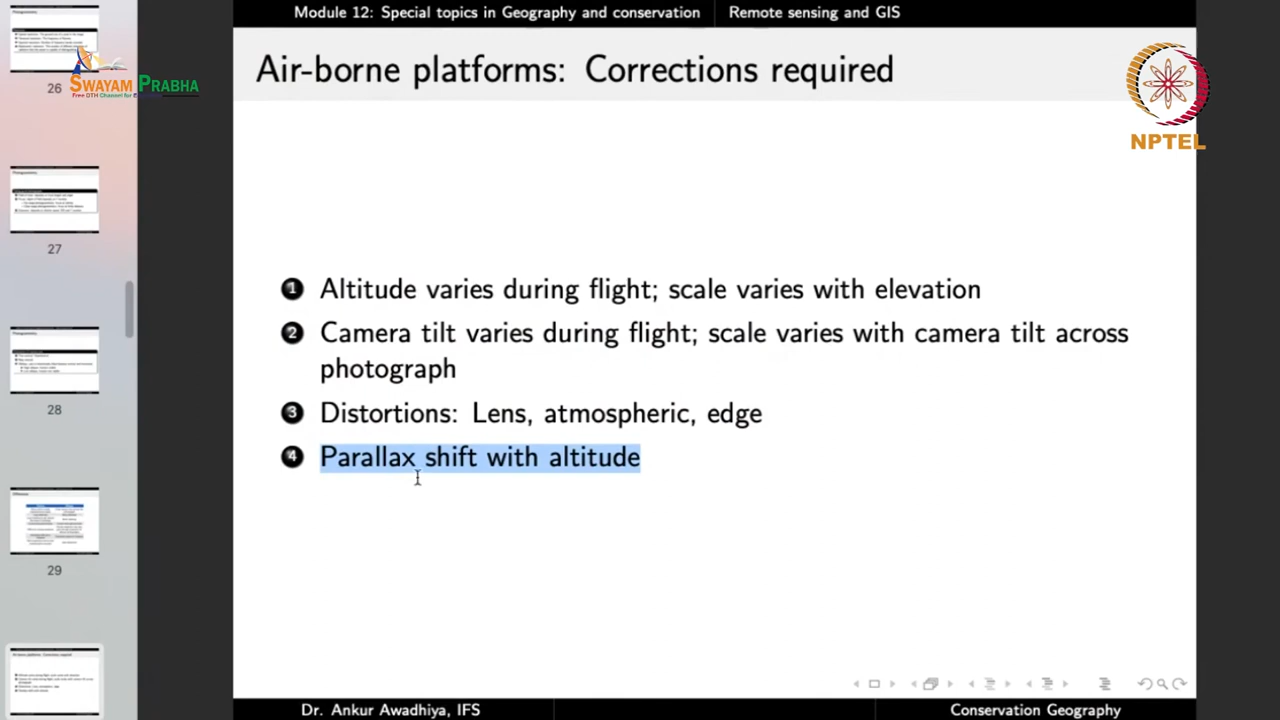 Module 12: Special topics in Geography and conservation Remote sensing and GIS
Air-borne platforms: Corrections required
SWAYAM PRABHA
NPTEL
26
27
28
29
1 Altitude varies during flight; scale varies with elevation
2 Camera tilt varies during flight; scale varies with camera tilt across
photograph
3 Distortions: Lens, atmospheric, edge
4 Parallax shift with altitude
Dr. Ankur Awadhiya, IFS Conservation Geography